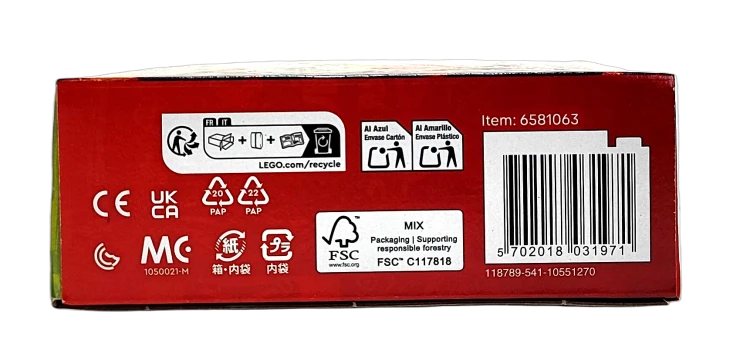 FR IT
LEGO.com/recycle
Al Azul
Envase Cartón
Al Amarillo
Envase Plástico
Item: 6581063
CE
UK
CA
20
PAP
22
PAP
MC
1050021-M
紙
箱・内袋
プラ
内袋
FSC™
www.fsc.org
MIX
Packaging | Supporting
responsible forestry
FSC™ C117818
5 702018 031971
118789-541-10551270